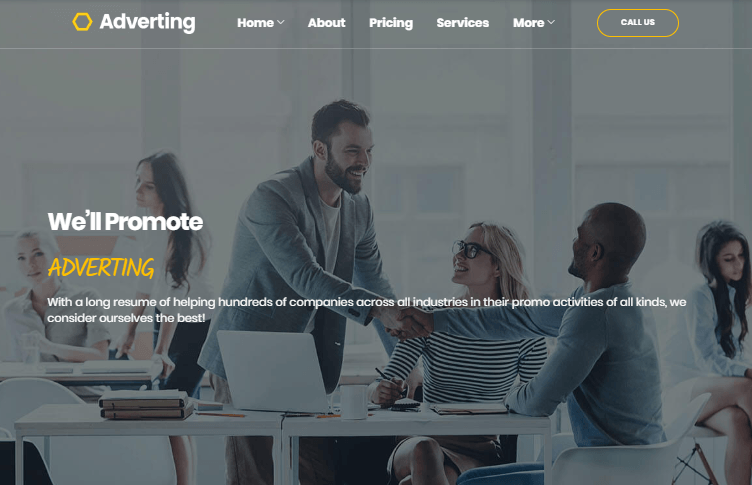 Adverting
Home
About
Pricing
Services
More
CALL US
We'll Promote
ADVERTING
With a long resume of helping hundreds of companies across all industries in their promo activities of all kinds, we
consider ourselves the best!